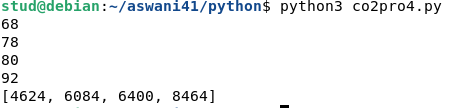 stud@debian:~/aswani41/python$ python3 co2pro4.py
68
78
80
92
[4624, 6084, 6400, 8464]